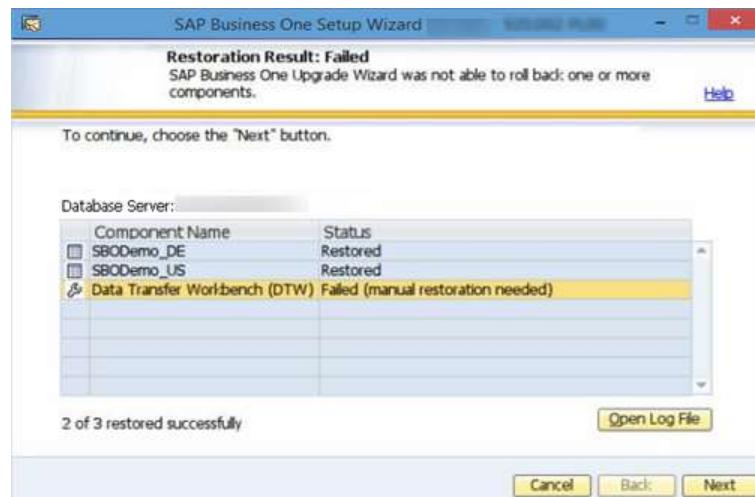 SAP Business One Setup Wizard
Restoration Result: Failed
SAP Business One Upgrade Wizard was not able to roll back one or more
components.
Help
To continue, choose the "Next" button.
Database Server:
Component Name Status
SBODemo_DE Restored
SBODemo_US Restored
Data Transfer Workbench (DTW) Failed (manual restoration needed)
2 of 3 restored successfully
Open Log File
Cancel Back Next